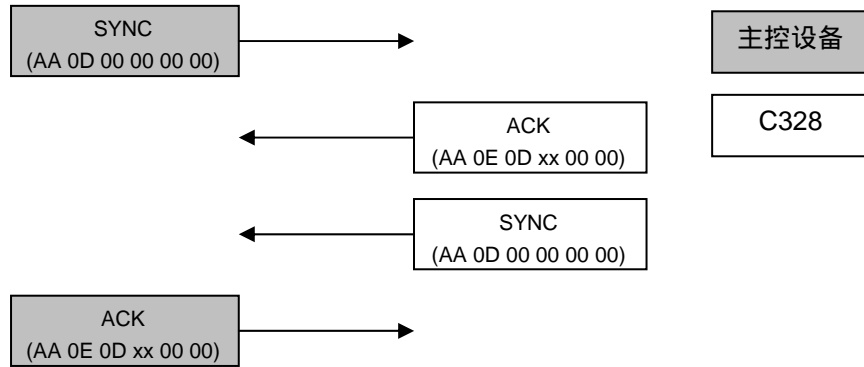 SYNC
(AA 0D 00 00 00 00)
主控设备
C328
ACK
(AA 0E 0D xx 00 00)
SYNC
(AA 0D 00 00 00 00)
ACK
(AA 0E 0D xx 00 00)